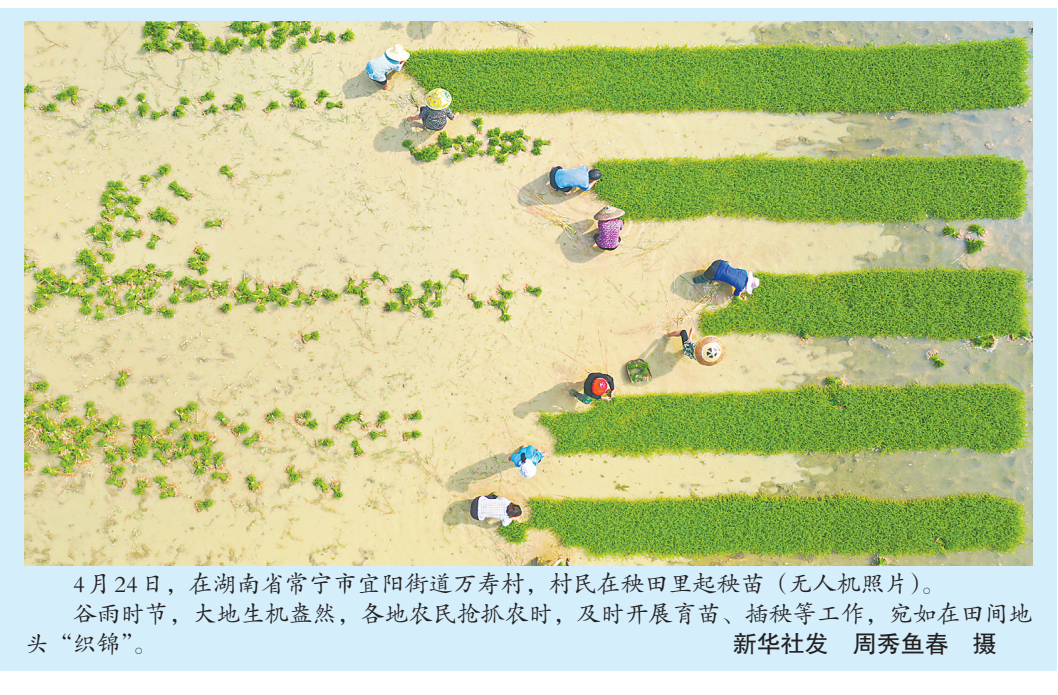 4月24日，在湖南省常宁市宜阳街道万寿村，村民在秧田里起秧苗（无人机照片）。
谷雨时节，大地生机盎然，各地农民抢抓农时，及时开展育苗、插秧等工作，宛如在田间地
头“织锦”。 新华社发 周秀鱼春 摄